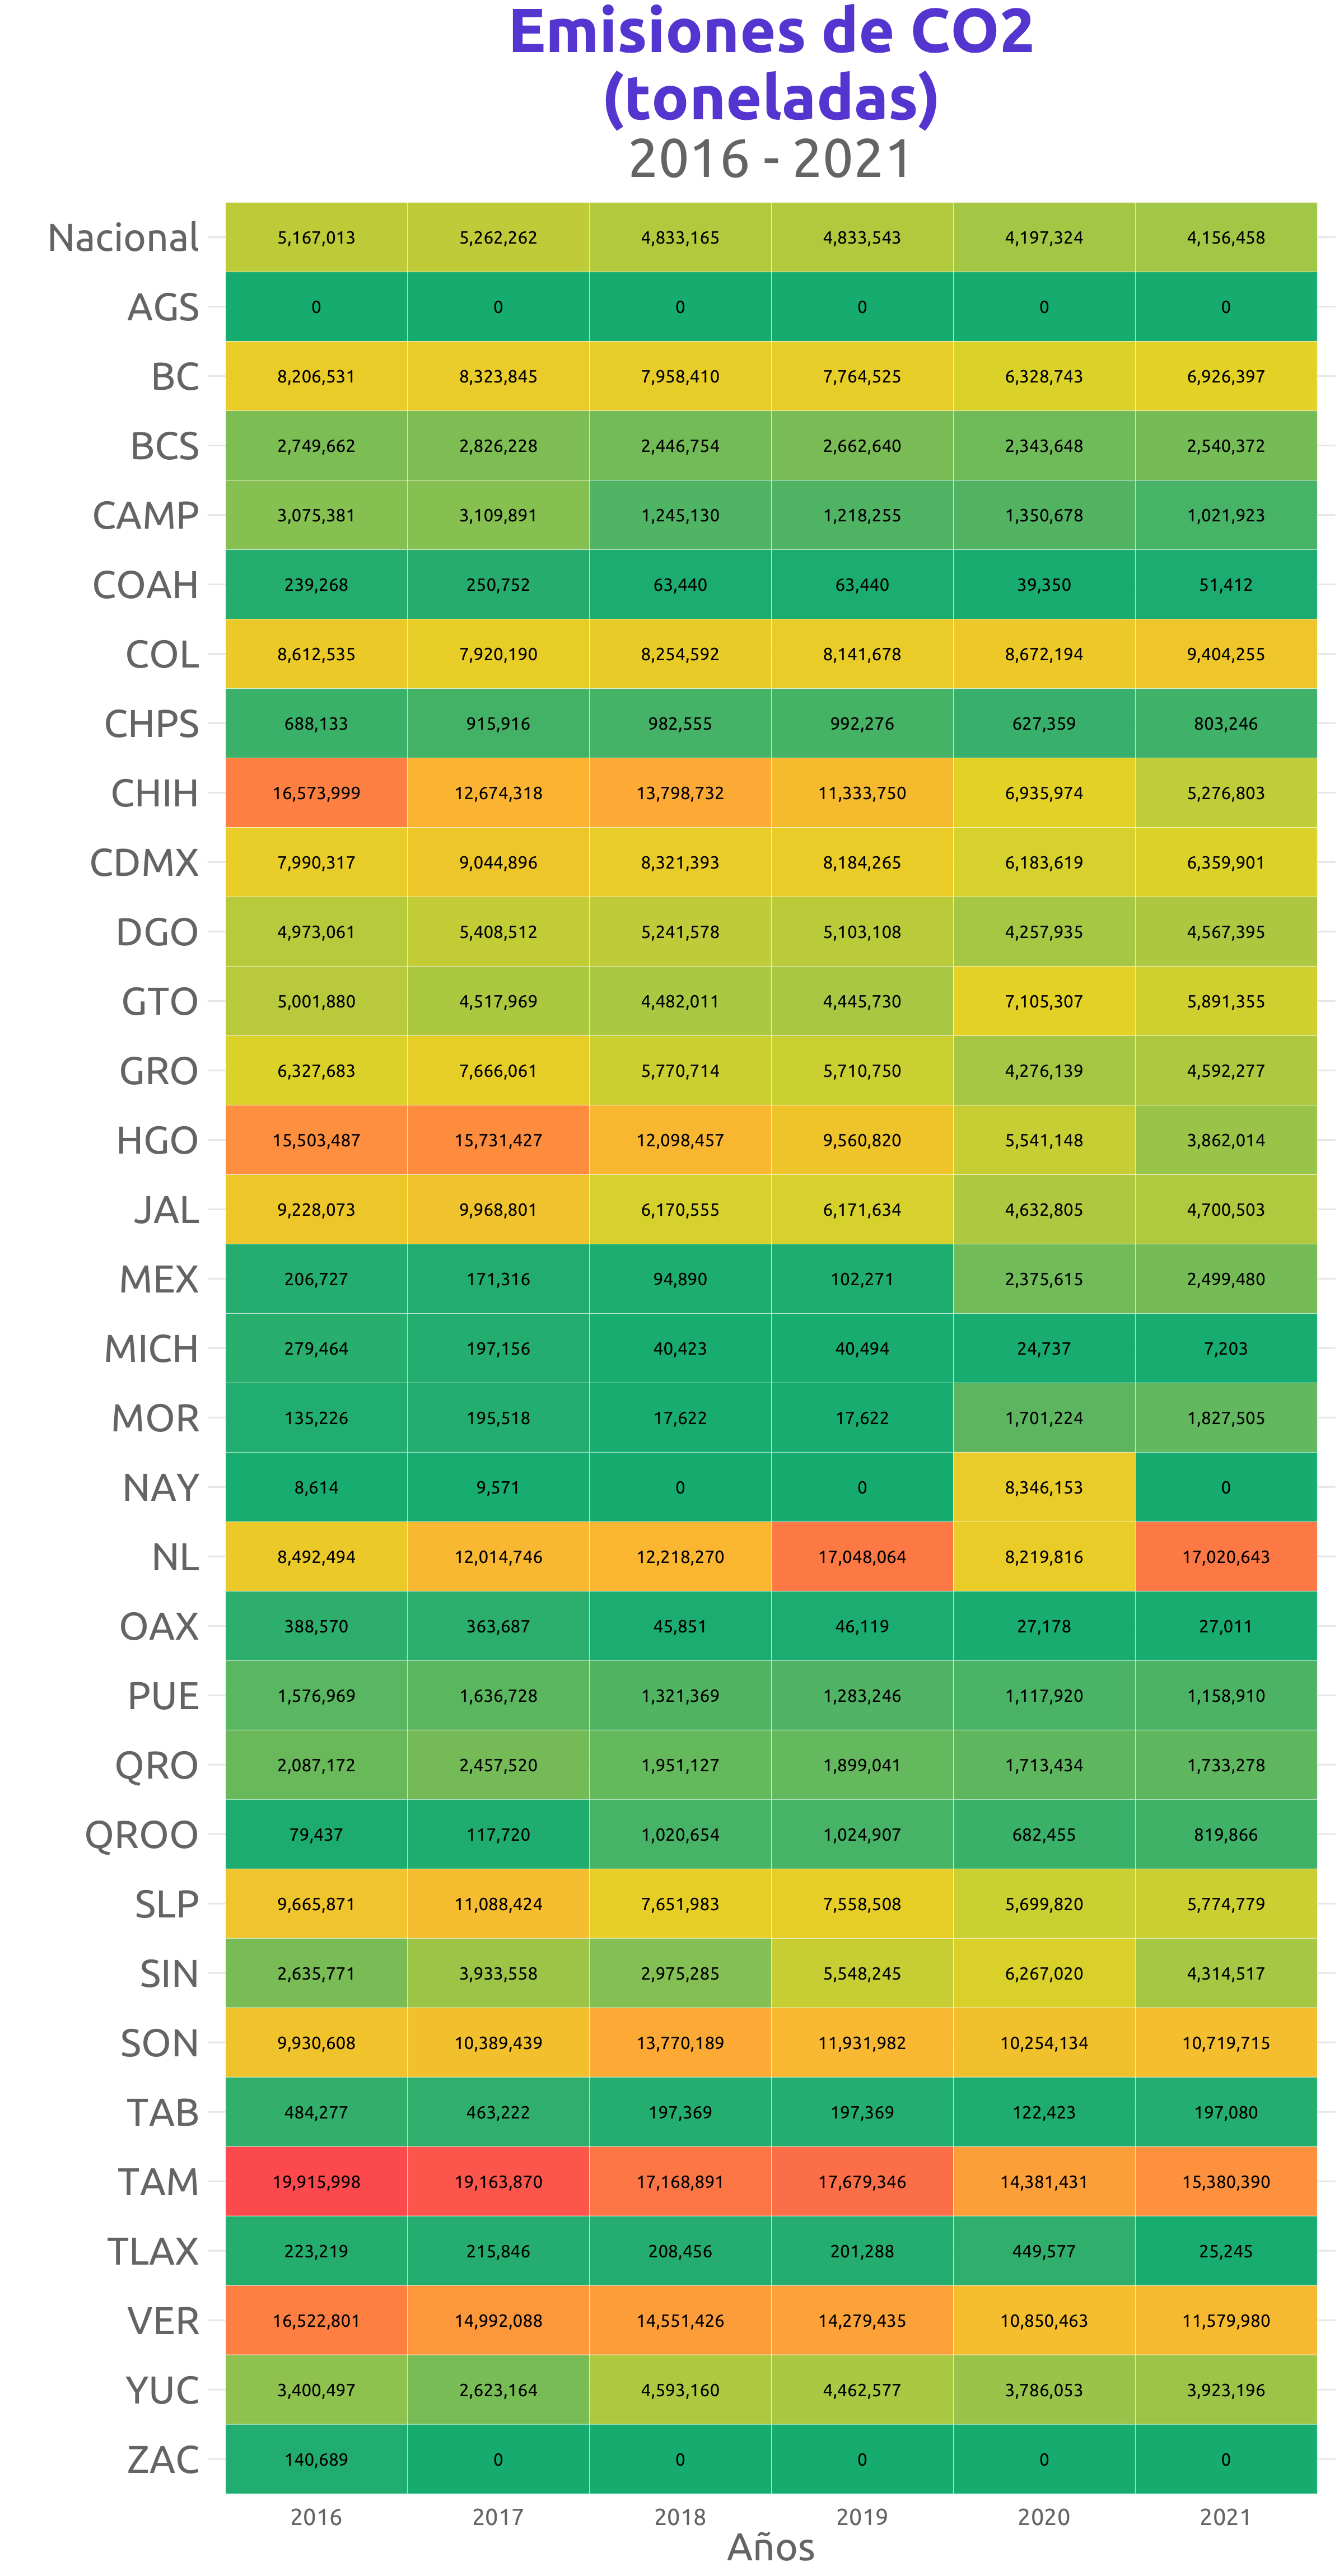 Emisiones de CO2
(toneladas)
2016 - 2021
Nacional 5,167,013 5,262,262 4,833,165 4,833,543 4,197,324 4,156,458
AGS 0 0 0 0 0 0
BC 8,206,531 8,323,845 7,958,410 7,764,525 6,328,743 6,926,397
BCS 2,749,662 2,826,228 2,446,754 2,662,640 2,343,648 2,540,372
CAMP 3,075,381 3,109,891 1,245,130 1,218,255 1,350,678 1,021,923
COAH 239,268 250,752 63,440 63,440 39,350 51,412
COL 8,612,535 7,920,190 8,254,592 8,141,678 8,672,194 9,404,255
CHPS 688,133 915,916 982,555 992,276 627,359 803,246
CHIH 16,573,999 12,674,318 13,798,732 11,333,750 6,935,974 5,276,803
CDMX 7,990,317 9,044,896 8,321,393 8,184,265 6,183,619 6,359,901
DGO 4,973,061 5,408,512 5,241,578 5,103,108 4,257,935 4,567,395
GTO 5,001,880 4,517,969 4,482,011 4,445,730 7,105,307 5,891,355
GRO 6,327,683 7,666,061 5,770,714 5,710,750 4,276,139 4,592,277
HGO 15,503,487 15,731,427 12,098,457 9,560,820 5,541,148 3,862,014
JAL 9,228,073 9,968,801 6,170,555 6,171,634 4,632,805 4,700,503
MEX 206,727 171,316 94,890 102,271 2,375,615 2,499,480
MICH 279,464 197,156 40,423 40,494 24,737 7,203
MOR 135,226 195,518 17,622 17,622 1,701,224 1,827,505
NAY 8,614 9,571 0 0 8,346,153 0
NL 8,492,494 12,014,746 12,218,270 17,048,064 8,219,816 17,020,643
OAX 388,570 363,687 45,851 46,119 27,178 27,011
PUE 1,576,969 1,636,728 1,321,369 1,283,246 1,117,920 1,158,910
QRO 2,087,172 2,457,520 1,951,127 1,899,041 1,713,434 1,733,278
QROO 79,437 117,720 1,020,654 1,024,907 682,455 819,866
SLP 9,665,871 11,088,424 7,651,983 7,558,508 5,699,820 5,774,779
SIN 2,635,771 3,933,558 2,975,285 5,548,245 6,267,020 4,314,517
SON 9,930,608 10,389,439 13,770,189 11,931,982 10,254,134 10,719,715
TAB 484,277 463,222 197,369 197,369 122,423 197,080
TAM 19,915,998 19,163,870 17,168,891 17,679,346 14,381,431 15,380,390
TLAX 223,219 215,846 208,456 201,288 449,577 25,245
VER 16,522,801 14,992,088 14,551,426 14,279,435 10,850,463 11,579,980
YUC 3,400,497 2,623,164 4,593,160 4,462,577 3,786,053 3,923,196
ZAC 140,689 0 0 0 0 0
2016 2017 2018 2019 2020 2021
Años